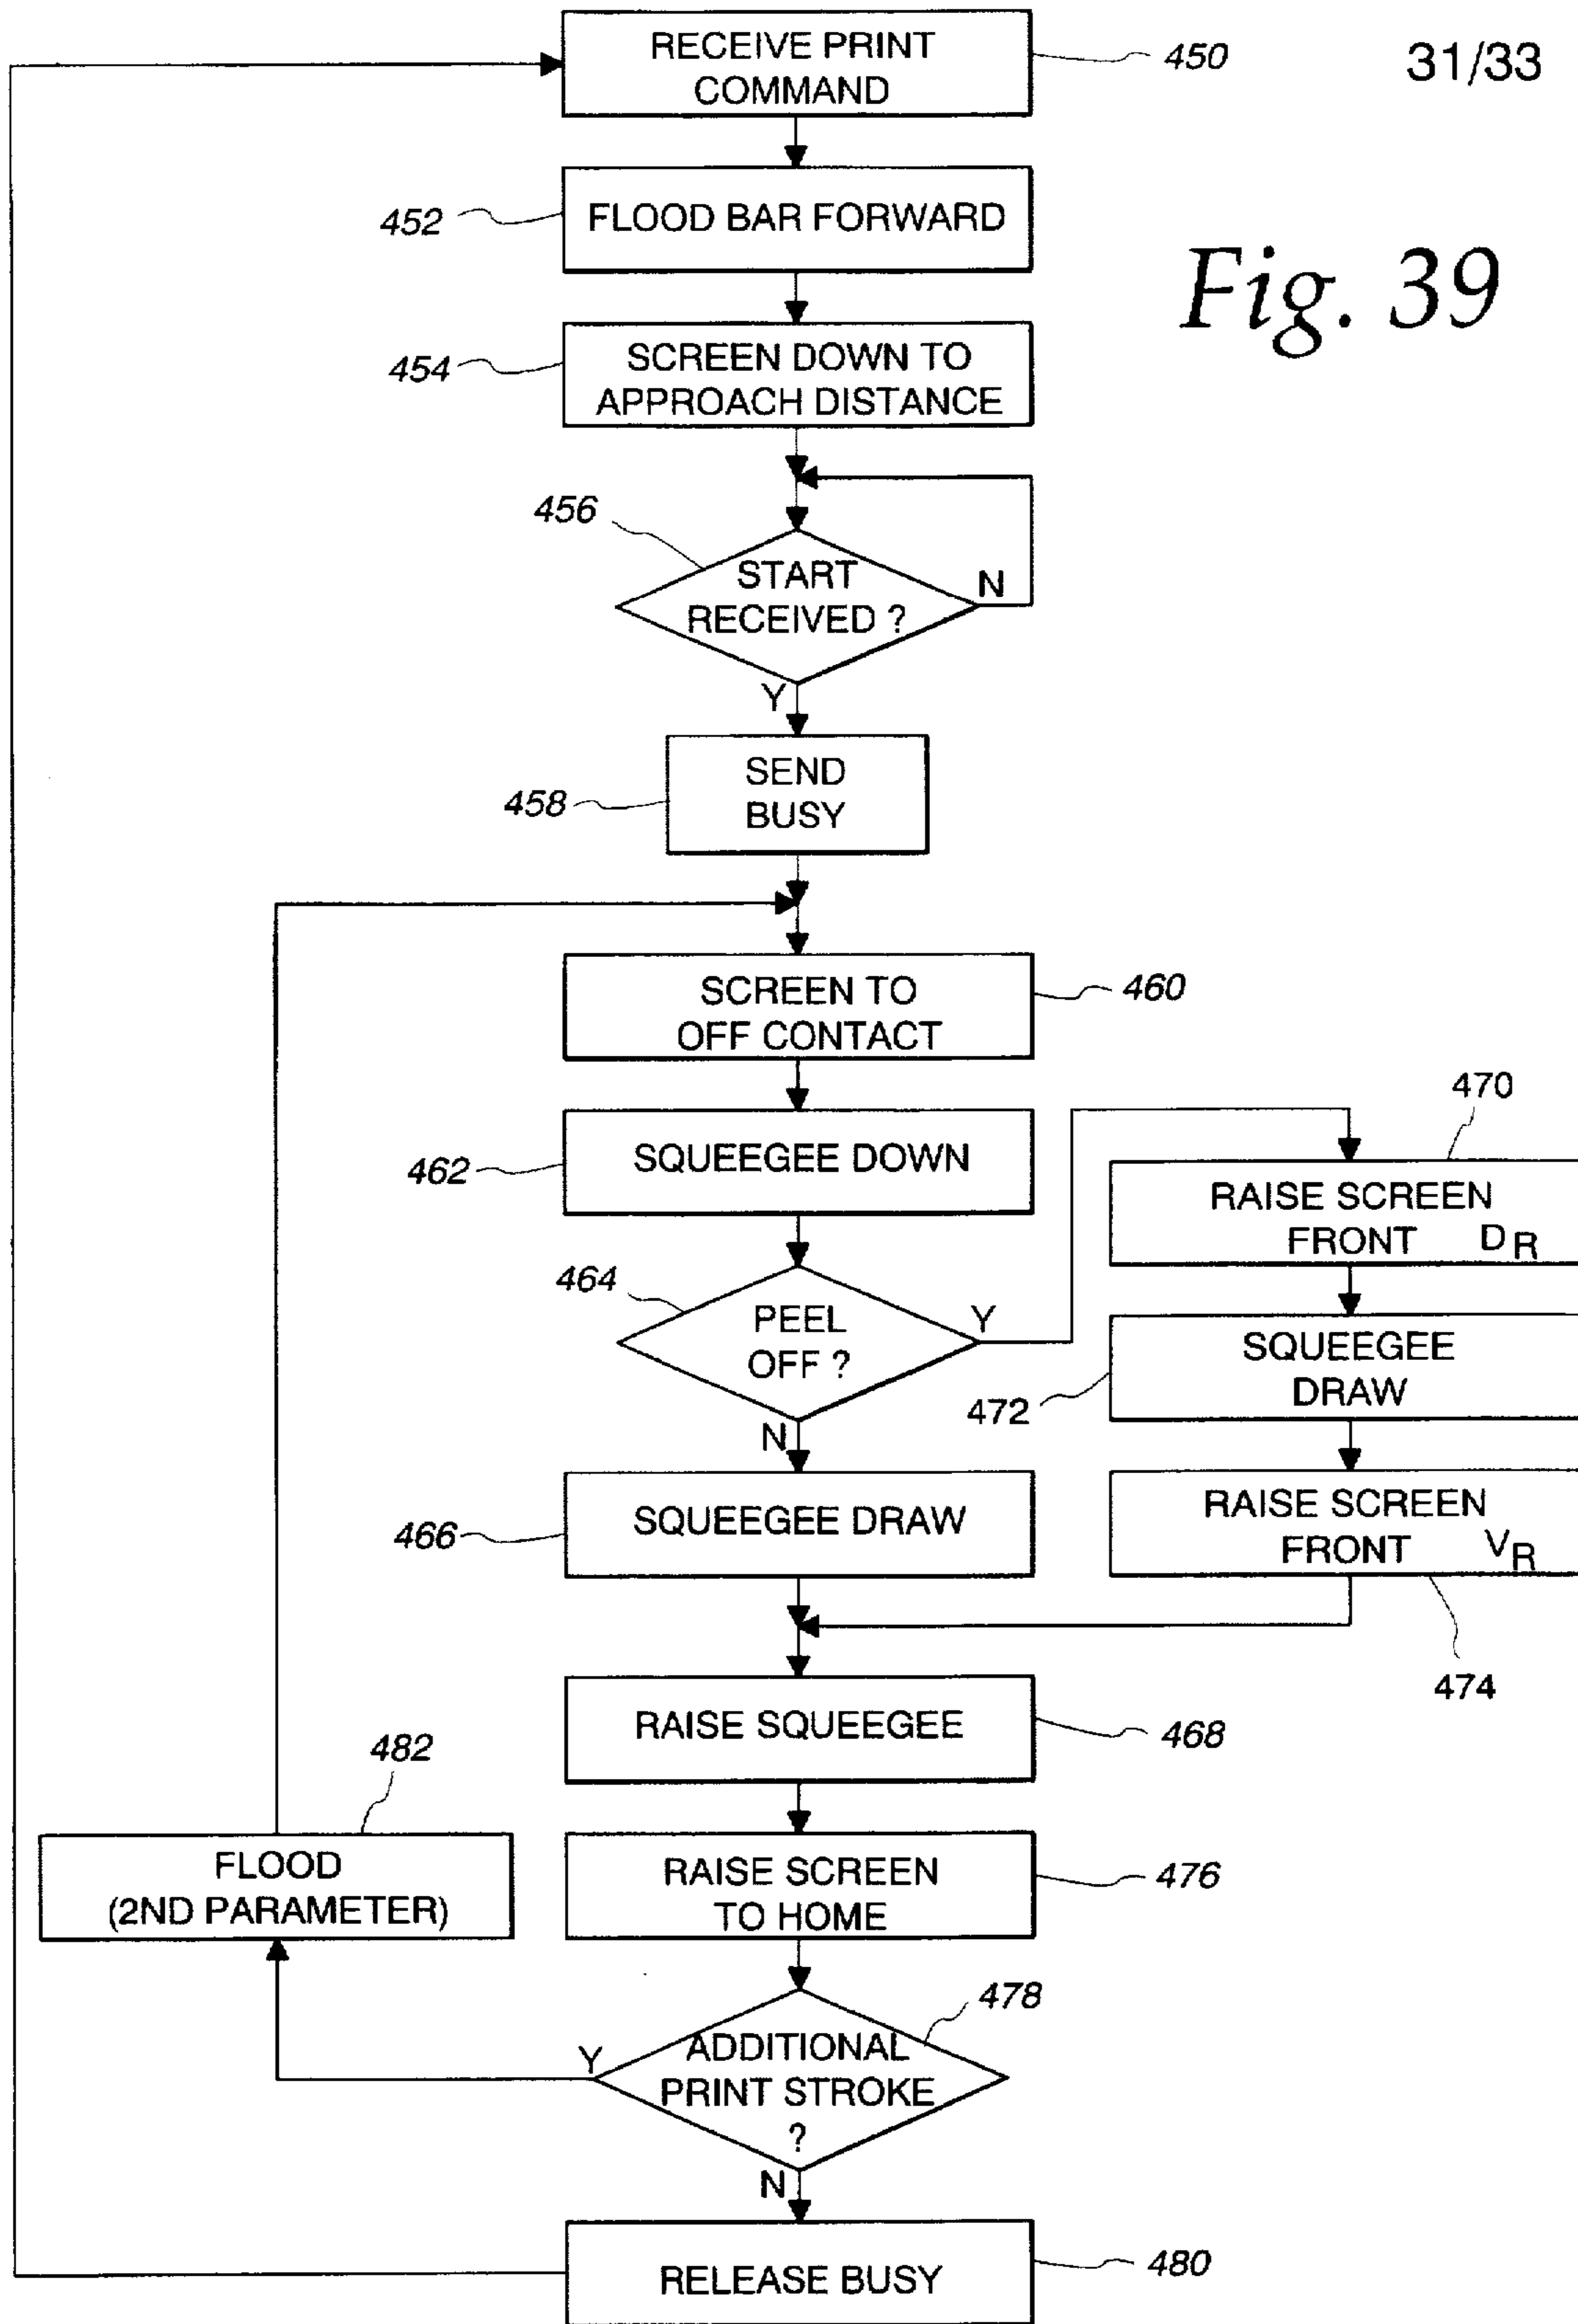 RECEIVE PRINT
COMMAND
450
31/33
452
FLOOD BAR FORWARD
Fig. 39
454
SCREEN DOWN TO
APPROACH DISTANCE
456
START
RECEIVED ?
N
Y
458
SEND
BUSY
SCREEN TO
OFF CONTACT
460
462
SQUEEGEE DOWN
470
RAISE SCREEN
FRONT DR
464
PEEL
OFF ?
Y
N
472
SQUEEGEE
DRAW
466
SQUEEGEE DRAW
RAISE SCREEN
FRONT VR
474
RAISE SQUEEGEE
468
482
FLOOD
(2ND PARAMETER)
RAISE SCREEN
TO HOME
476
478
ADDITIONAL
PRINT STROKE
?
Y
N
RELEASE BUSY
480